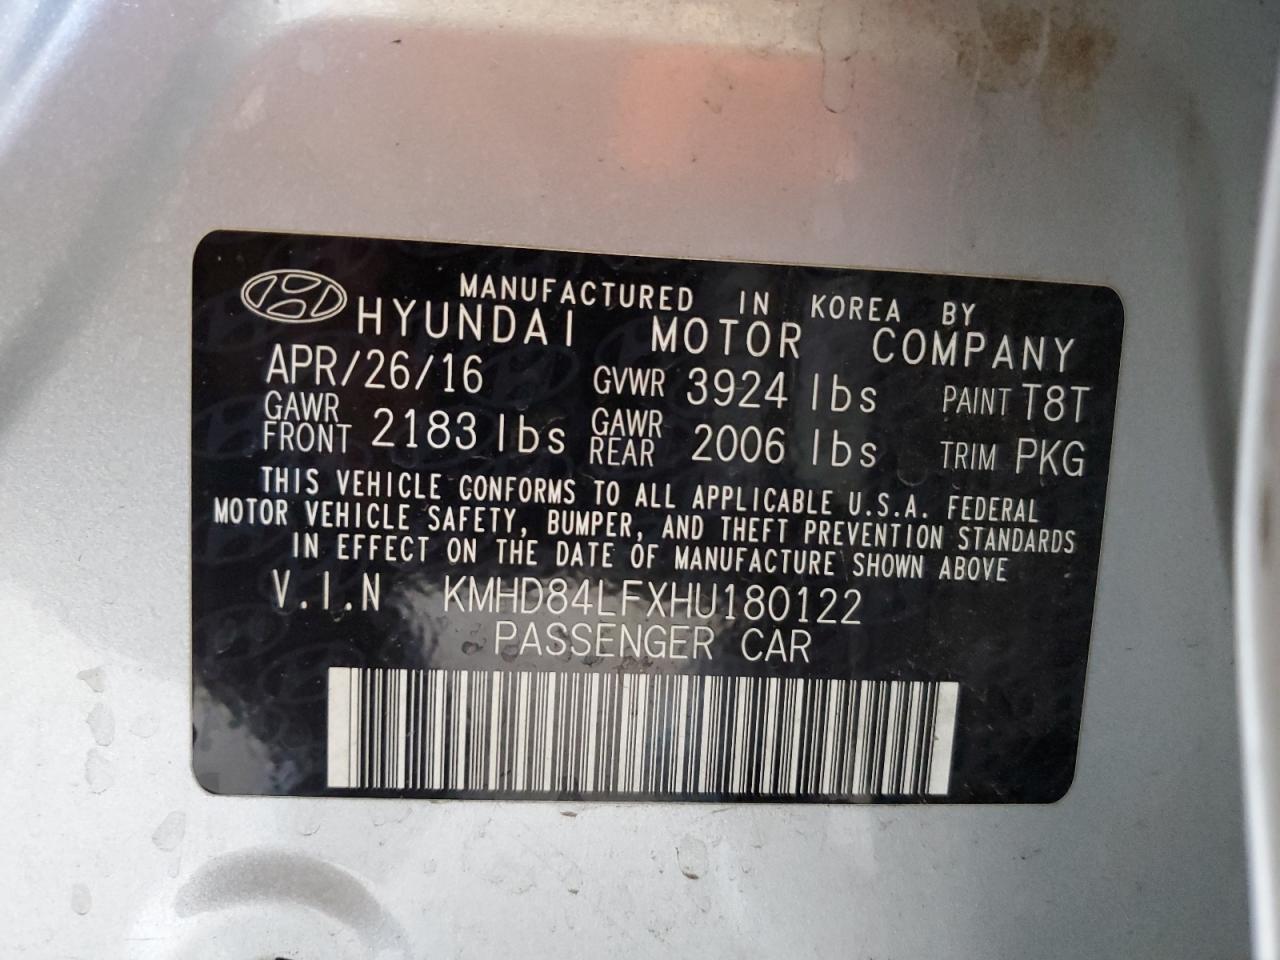 MANUFACTURED IN KOREA BY
HYUNDAI MOTOR COMPANY
APR/26/16 GVWR 3924 lbs PAINT T8T
GAWR FRONT 2183 lbs GAWR REAR 2006 lbs TRIM PKG
THIS VEHICLE CONFORMS TO ALL APPLICABLE U.S.A. FEDERAL
MOTOR VEHICLE SAFETY, BUMPER, AND THEFT PREVENTION STANDARDS
IN EFFECT ON THE DATE OF MANUFACTURE SHOWN ABOVE
V.I.N KMHD84LFXHU180122
PASSENGER CAR